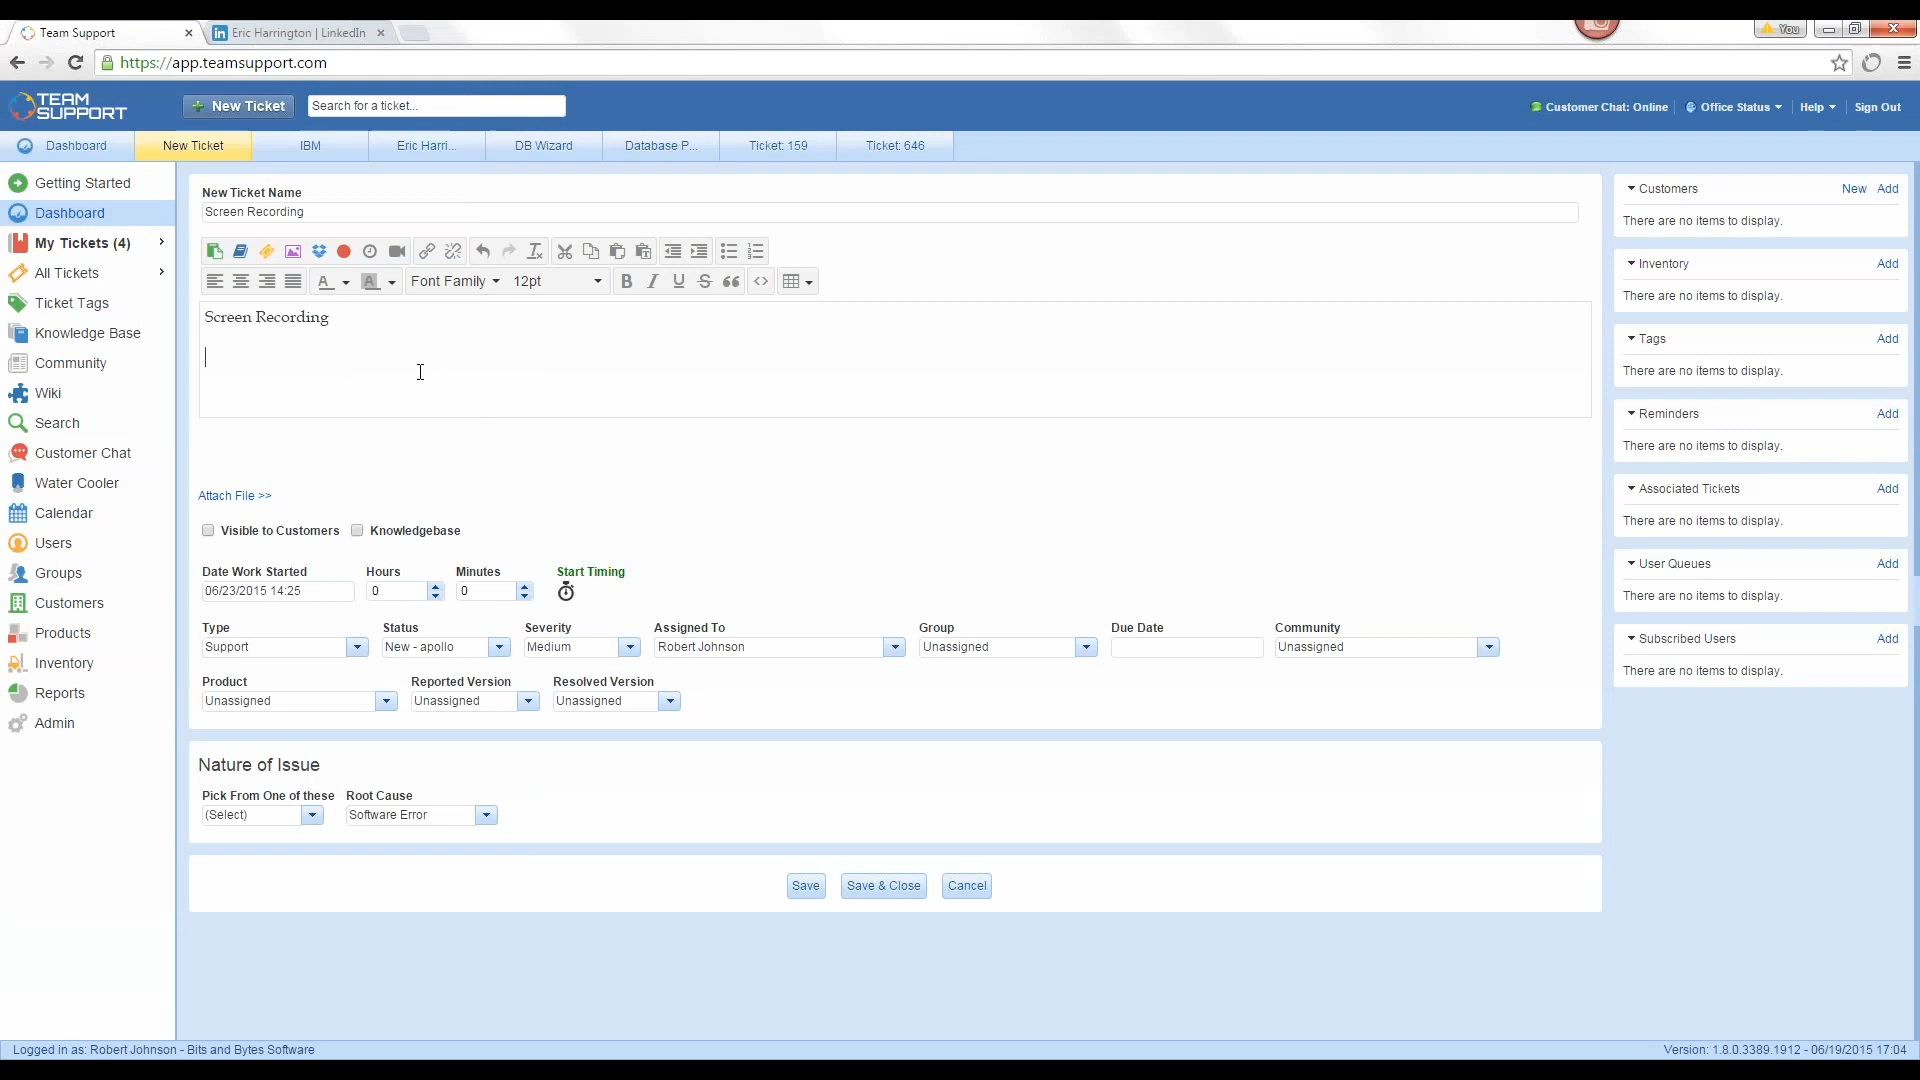 Team Support
Eric Harrington | LinkedIn
You
https://app.teamsupport.com
TEAM SUPPORT
New Ticket
Search for a ticket...
Customer Chat: Online
Office Status
Help
Sign Out
Dashboard
New Ticket
IBM
Eric Harri...
DB Wizard
Database P...
Ticket: 159
Ticket: 646
Getting Started
Dashboard
My Tickets (4)
All Tickets
Ticket Tags
Knowledge Base
Community
Wiki
Search
Customer Chat
Water Cooler
Calendar
Users
Groups
Customers
Products
Inventory
Reports
Admin
New Ticket Name
Screen Recording
Font Family
12pt
Screen Recording
Attach File >>
Visible to Customers
Knowledgebase
Date Work Started
06/23/2015 14:25
Hours
0
Minutes
0
Start Timing
Type
Support
Status
New - apollo
Severity
Medium
Assigned To
Robert Johnson
Group
Unassigned
Due Date
Community
Unassigned
Product
Unassigned
Reported Version
Unassigned
Resolved Version
Unassigned
Nature of Issue
Pick From One of these
(Select)
Root Cause
Software Error
Save
Save & Close
Cancel
Customers
New
Add
There are no items to display.
Inventory
Add
There are no items to display.
Tags
Add
There are no items to display.
Reminders
Add
There are no items to display.
Associated Tickets
Add
There are no items to display.
User Queues
Add
There are no items to display.
Subscribed Users
Add
There are no items to display.
Logged in as: Robert Johnson - Bits and Bytes Software
Version: 1.8.0.3389.1912 - 06/19/2015 17:04